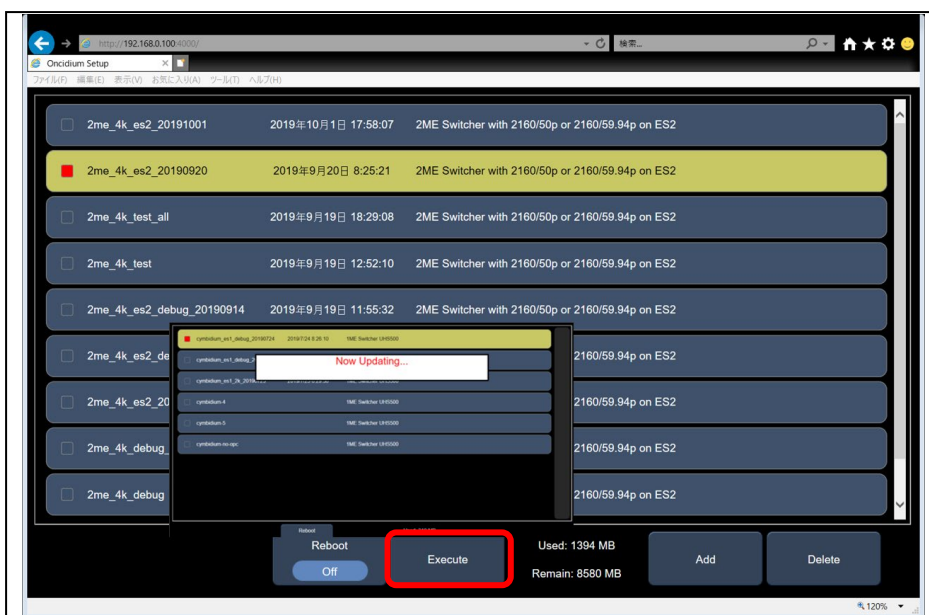 http://192.168.0.100:4000/
検索...
Oncidium Setup
ファイル(F) 編集(E) 表示(V) お気に入り(A) ツール(T) ヘルプ(H)
2me_4k_es2_20191001 2019年10月1日 17:58:07 2ME Switcher with 2160/50p or 2160/59.94p on ES2
2me_4k_es2_20190920 2019年9月20日 8:25:21 2ME Switcher with 2160/50p or 2160/59.94p on ES2
2me_4k_test_all 2019年9月19日 18:29:08 2ME Switcher with 2160/50p or 2160/59.94p on ES2
2me_4k_test 2019年9月19日 12:52:10 2ME Switcher with 2160/50p or 2160/59.94p on ES2
2me_4k_es2_debug_20190914 2019年9月19日 11:55:32 2ME Switcher with 2160/50p or 2160/59.94p on ES2
cymbidium_es1_debug_20190724 2019/7/24 8:26:10 1ME Switcher UHS500
2me_4k_es2_de 2160/59.94p on ES2
cymbidium_es1_debug_2
Now Updating...
cymbidium_es1_2k_2019
2me_4k_es2_20 2160/59.94p on ES2
cymbidium-4 1ME Switcher UHS500
cymbidium-5 1ME Switcher UHS500
2me_4k_debug_ 2160/59.94p on ES2
cymbidium-no-opc 1ME Switcher UHS500
2me_4k_debug 2160/59.94p on ES2
Reboot
Reboot
Off
Execute
Used: 1394 MB
Remain: 8580 MB
Add
Delete
120%